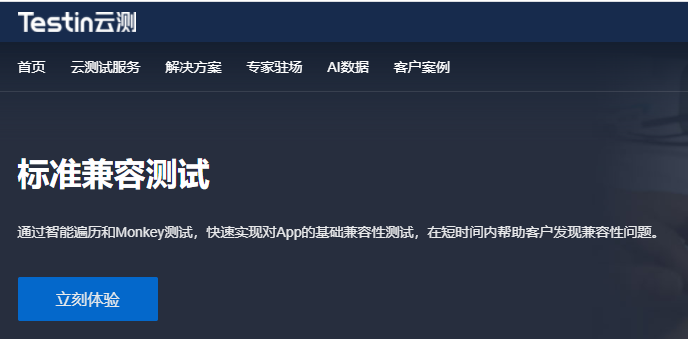 Testin云测
首页 云测试服务 解决方案 专家驻场 AI数据 客户案例
标准兼容测试
通过智能遍历和Monkey测试，快速实现对App的基础兼容性测试，在短时间内帮助客户发现兼容性问题。
立刻体验